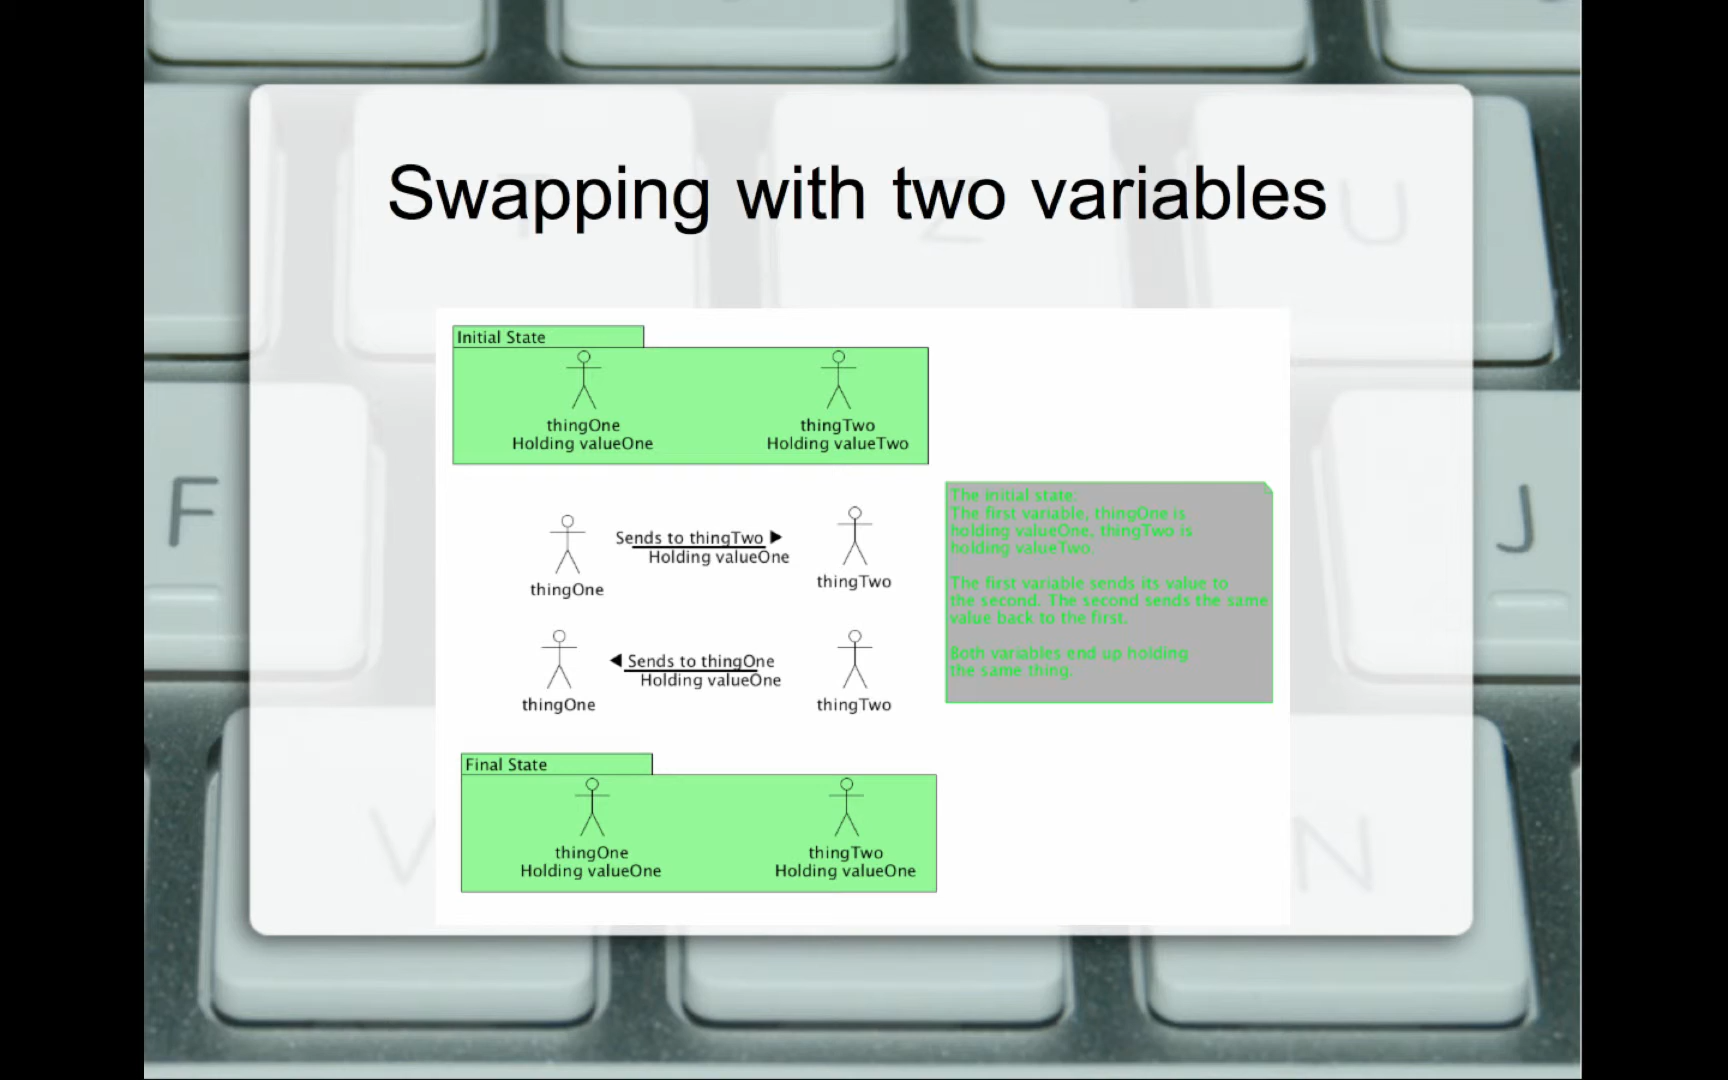 Swapping with two variables
Initial State
thingOne
Holding valueOne
thingTwo
Holding valueTwo
thingOne
Sends to thingTwo
Holding valueOne
thingTwo
thingOne
Sends to thingOne
Holding valueOne
thingTwo
The initial state:
The first variable, thingOne is
holding valueOne, thingTwo is
holding valueTwo.
The first variable sends its value to
the second. The second sends the same
value back to the first.
Both variables end up holding
the same thing.
Final State
thingOne
Holding valueOne
thingTwo
Holding valueOne
T
Z
U
F
J
V
N